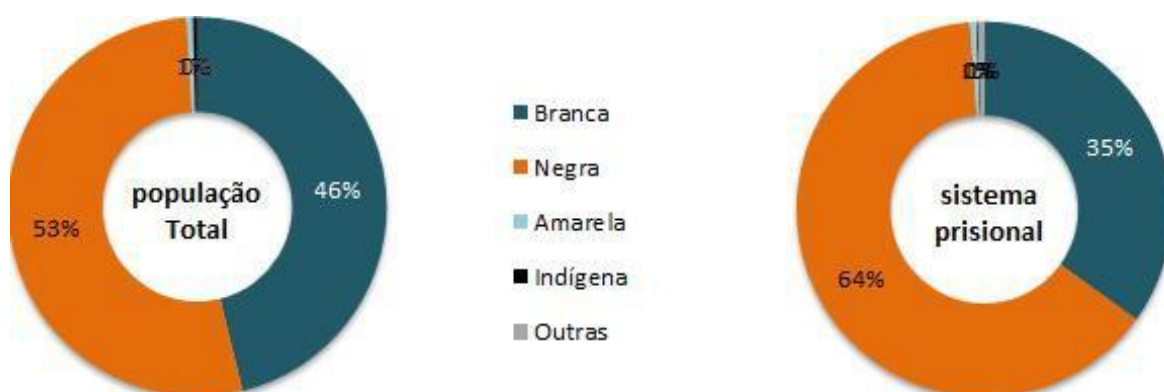 população
Total
46%
53%
Branca
Negra
Amarela
Indígena
Outras
sistema
prisional
35%
64%